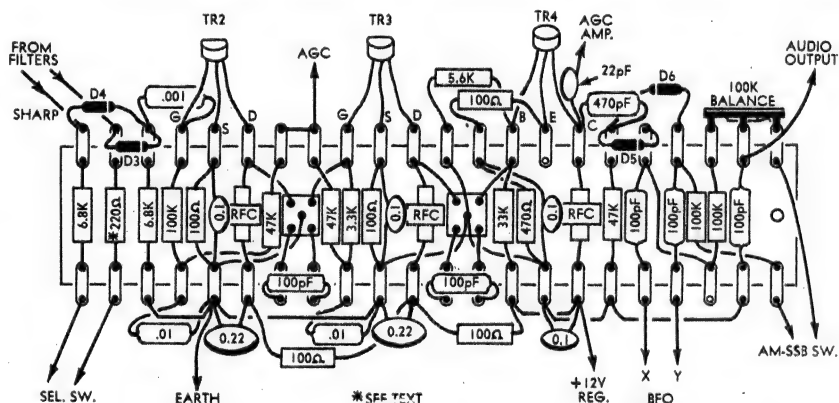 TR2
TR3
TR4
AGC
AMP.
FROM
FILTERS
AGC
22pF
AUDIO
OUTPUT
SHARP
D4
.001
5.6K
100Ω
470pF
D6
100K
BALANCE
G
S
D
G
S
D
B
E
C
D3
D5
6.8K
*220Ω
6.8K
100K
100Ω
0.1
RFC
47K
47K
3.3K
100Ω
0.1
RFC
33K
470Ω
0.1
RFC
47K
100pF
100pF
100K
100K
100pF
100pF
100pF
.01
0.22
100Ω
.01
0.22
100Ω
0.1
SEL. SW.
EARTH
*SEE TEXT
+12V
REG.
X
Y
BFO
AM-SSB SW.